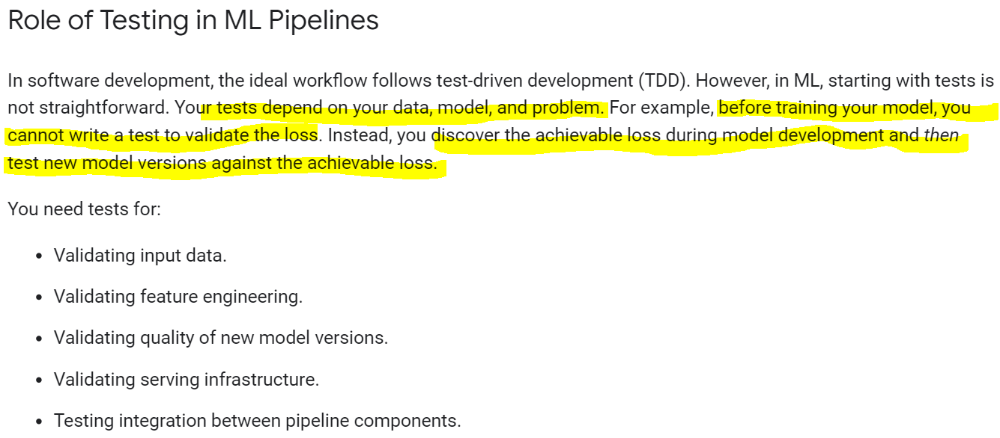 Role of Testing in ML Pipelines
In software development, the ideal workflow follows test-driven development (TDD). However, in ML, starting with tests is
not straightforward. Your tests depend on your data, model, and problem. For example, before training your model, you
cannot write a test to validate the loss. Instead, you discover the achievable loss during model development and then
test new model versions against the achievable loss.
You need tests for:
• Validating input data.
• Validating feature engineering.
• Validating quality of new model versions.
• Validating serving infrastructure.
• Testing integration between pipeline components.